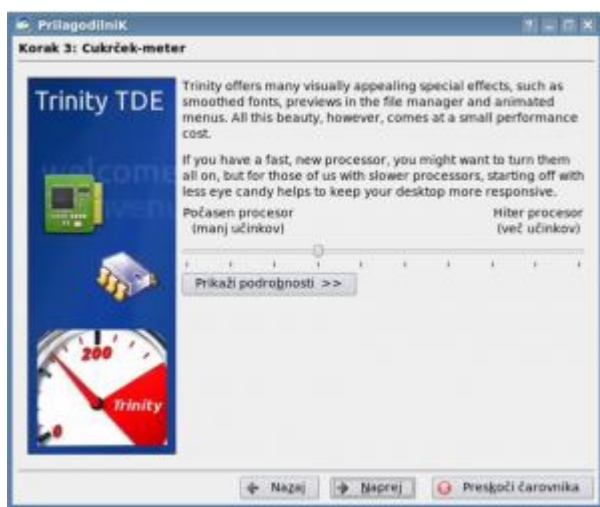 PrilagodilniK
Korak 3: Cukrček-meter
Trinity TDE
welcome
Trinity offers many visually appealing special effects, such as
smoothed fonts, previews in the file manager and animated
menus. All this beauty, however, comes at a small performance
cost.
If you have a fast, new processor, you might want to turn them
all on, but for those of us with slower processors, starting off with
less eye candy helps to keep your desktop more responsive.
Počasen procesor
(manj učinkov)
Hiter procesor
(več učinkov)
Prikaži podrobnosti >>
200
Trinity
0
Nazaj
Naprej
Preskoči čarovnika